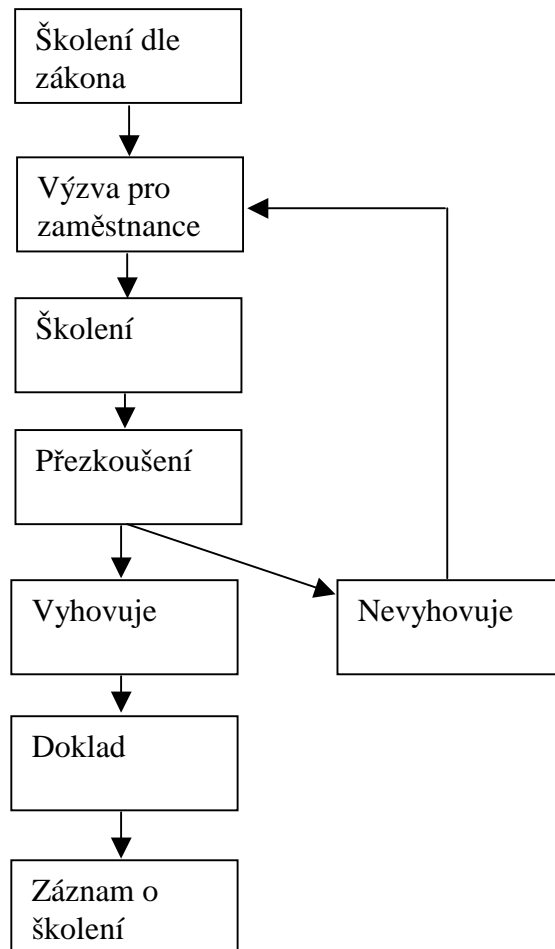 Školení dle
zákona
Výzva pro
zaměstnance
Školení
Přezkoušení
Vyhovuje
Nevyhovuje
Doklad
Záznam o
školení